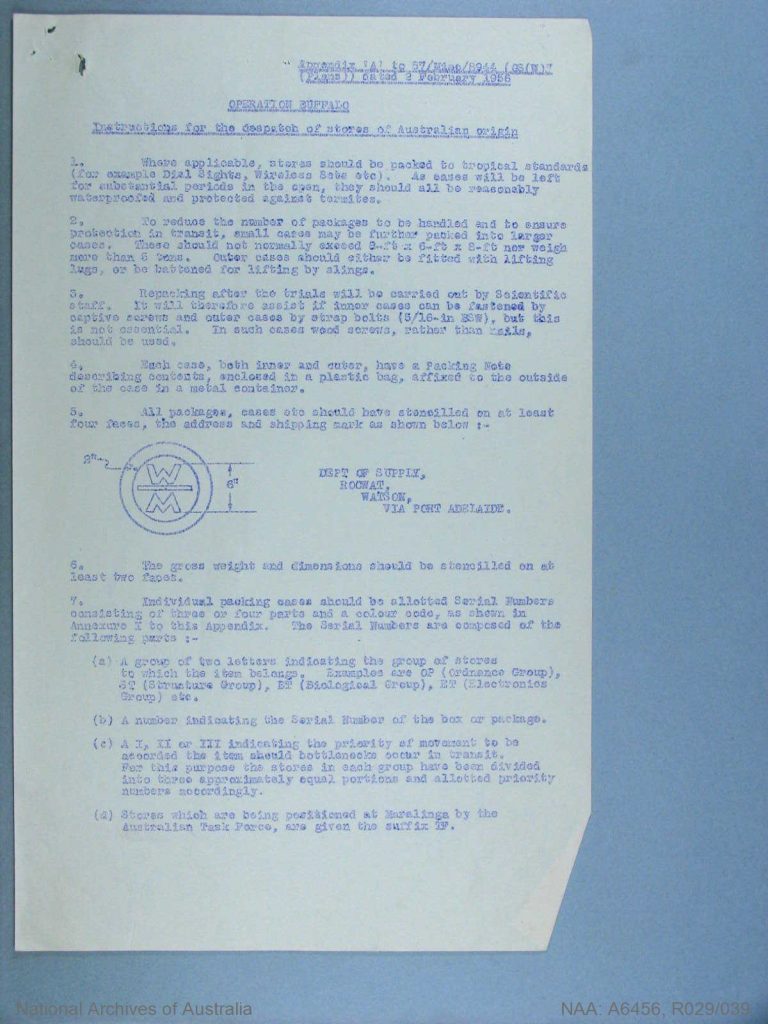 Appendix 'A' to 57/Misc/8944 (GS(W)7
(Plans)) dated 2 February 1956
OPERATION BUFFALO
Instructions for the despatch of stores of Australian origin
1. Where applicable, stores should be packed to tropical standards
(for example Dial Sights, Wireless Sets etc). As cases will be left
for substantial periods in the open, they should all be reasonably
waterproofed and protected against termites.
2. To reduce the number of packages to be handled and to ensure
protection in transit, small cases may be further packed into larger
cases. These should not normally exceed x 6-ft x 8-ft nor weigh
more than tons. Outer cases should either be fitted with lifting
lugs, or be battened for lifting by slings.
3. Repacking after the trials will be carried out by Scientific
staff. It will therefore assist if inner cases can be fastened by
captive screws and outer cases by strap bolts (5/16-in BSW), but this
is not essential. In such cases wood screws, rather than nails,
should be used.
4. Each case, both inner and outer, have a Packing Note
describing contents, enclosed in a plastic bag, affixed to the outside
of the case in a metal container.
5. All packages, cases etc should have stencilled on at least
four faces, the address and shipping mark as shown below :-
2"
W
M
6"
DEPT OF SUPPLY,
ROCWAT,
WATSON,
VIA PORT ADELAIDE.
6. The gross weight and dimensions should be stencilled on at
least two faces.
7. Individual packing cases should be allotted Serial Numbers
consisting of three or four parts and a colour code, as shown in
Annexure I to this Appendix. The Serial Numbers are composed of the
following parts :-
(a) A group of two letters indicating the group of stores
to which the item belongs. Examples are OP (Ordnance Group),
ST (Structure Group), BT (Biological Group), ET (Electronics
Group) etc.
(b) A number indicating the Serial Number of the box or package.
(c) A I, II or III indicating the priority of movement to be
accorded the item should bottlenecks occur in transit.
For this purpose the stores in each group have been divided
into three approximately equal portions and allotted priority
numbers accordingly.
(d) Stores which are being positioned at Maralinga by the
Australian Task Force, are given the suffix TF.
National Archives of Australia
NAA: A6456, R029/039